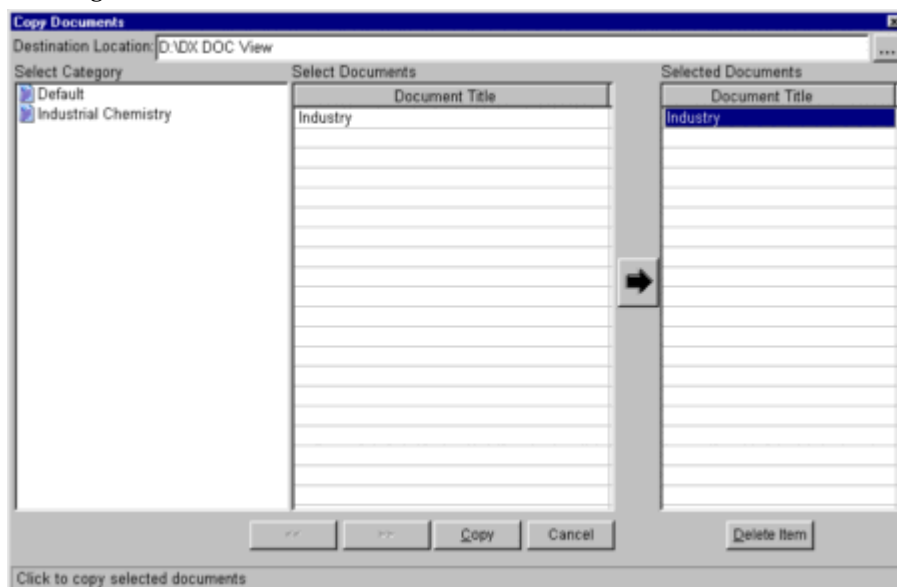 Copy Documents
Destination Location: D:\DX DOC View ...
Select Category Select Documents Selected Documents
Default Document Title Document Title
Industrial Chemistry Industry Industry
<< >> Copy Cancel Delete Item
Click to copy selected documents